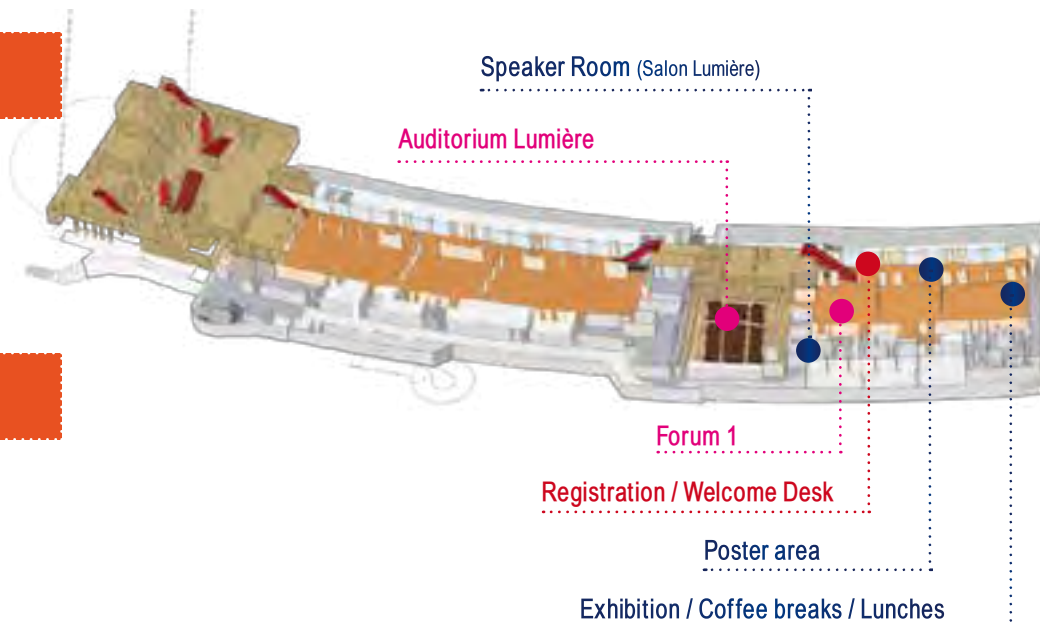 Speaker Room (Salon Lumière)
Auditorium Lumière
Forum 1
Registration / Welcome Desk
Poster area
Exhibition / Coffee breaks / Lunches